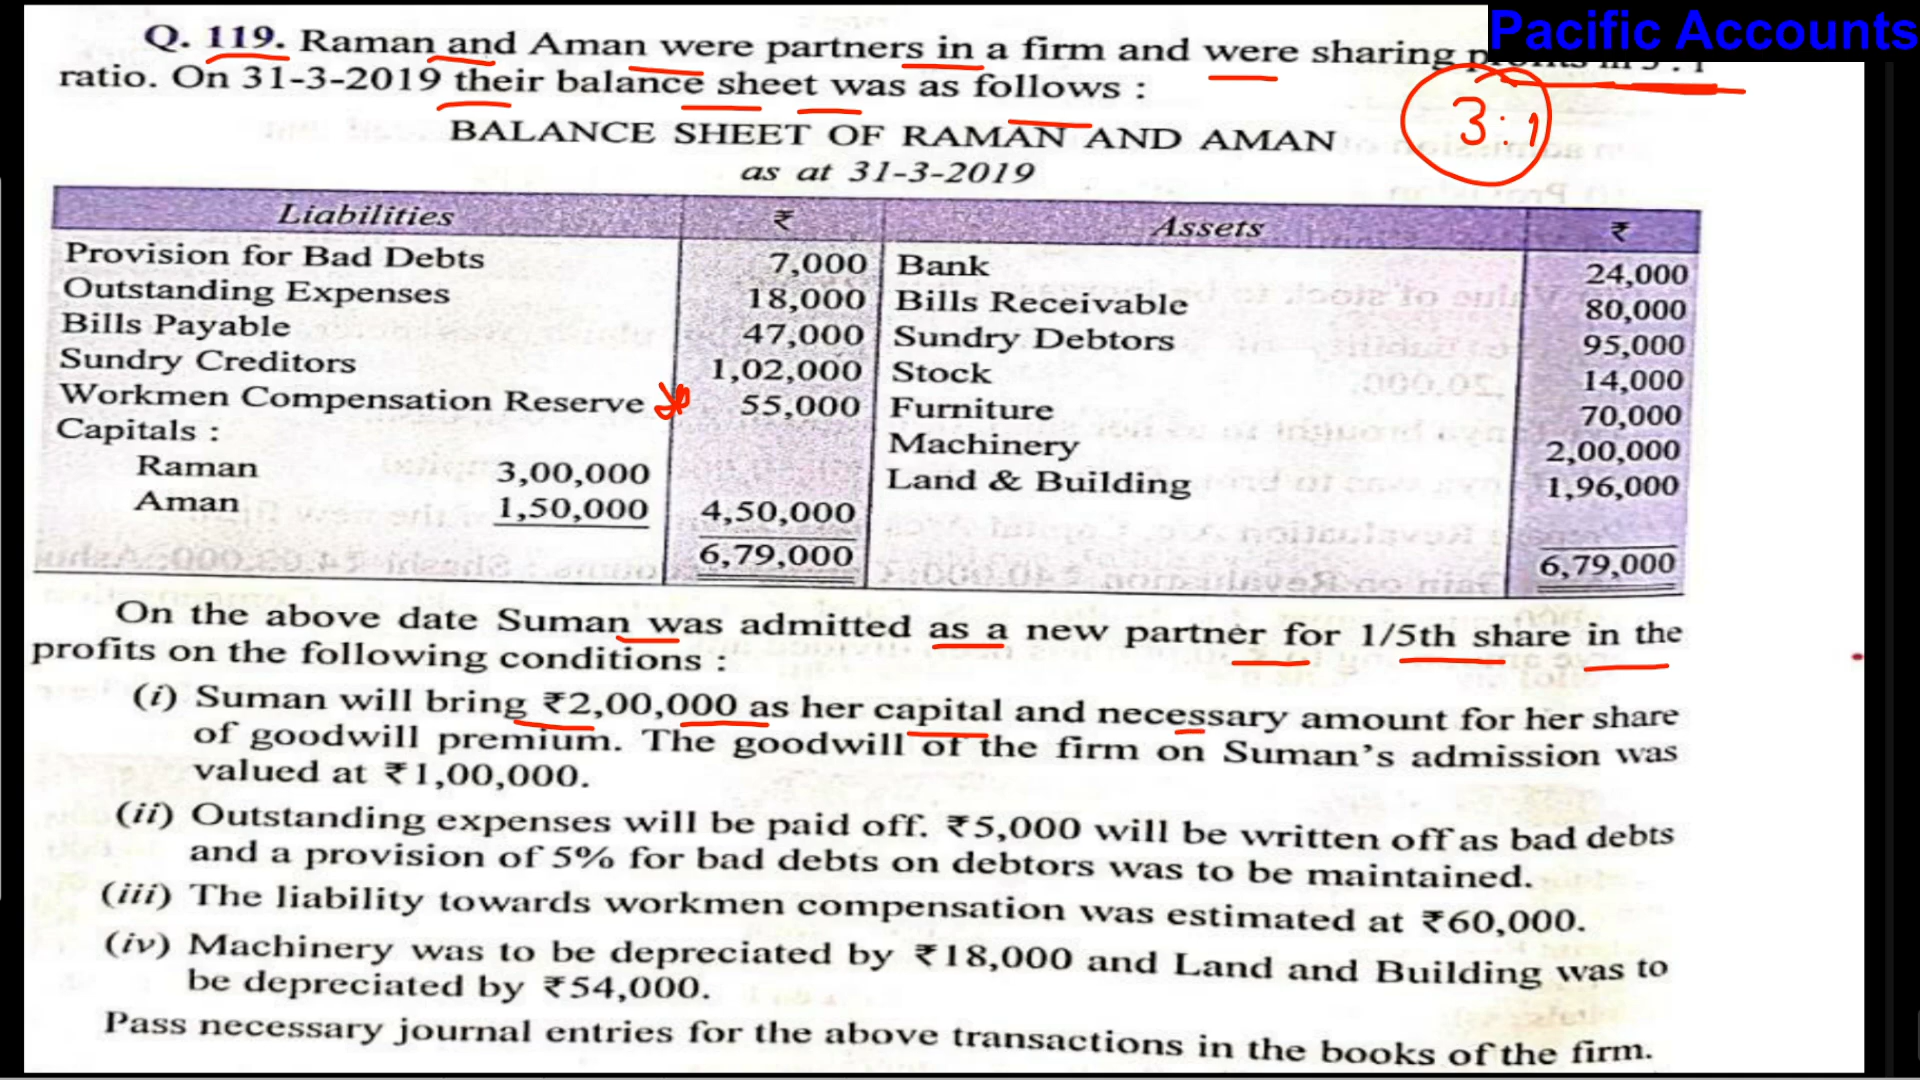 Pacific Accounts
Q. 119. Raman and Aman were partners in a firm and were sharing
ratio. On 31-3-2019 their balance sheet was as follows :
3:1
BALANCE SHEET OF RAMAN AND AMAN
as at 31-3-2019
Liabilities ₹ Assets ₹
Provision for Bad Debts 7,000 Bank 24,000
Outstanding Expenses 18,000 Bills Receivable 80,000
Bills Payable 47,000 Sundry Debtors 95,000
Sundry Creditors 1,02,000 Stock 14,000
Workmen Compensation Reserve 55,000 Furniture 70,000
Capitals : Machinery 2,00,000
Raman 3,00,000 Land & Building 1,96,000
Aman 1,50,000 4,50,000
6,79,000 6,79,000
On the above date Suman was admitted as a new partner for 1/5th share in the
profits on the following conditions :
(i) Suman will bring ₹2,00,000 as her capital and necessary amount for her share
of goodwill premium. The goodwill of the firm on Suman's admission was
valued at ₹1,00,000.
(ii) Outstanding expenses will be paid off. ₹5,000 will be written off as bad debts
and a provision of 5% for bad debts on debtors was to be maintained.
(iii) The liability towards workmen compensation was estimated at ₹60,000.
(iv) Machinery was to be depreciated by ₹18,000 and Land and Building was to
be depreciated by ₹54,000.
Pass necessary journal entries for the above transactions in the books of the firm.